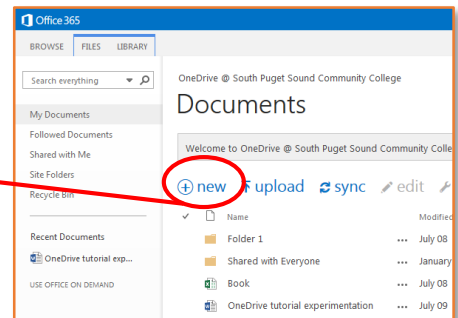 Office 365
BROWSE FILES LIBRARY
Search everything
OneDrive @ South Puget Sound Community College
Documents
My Documents
Followed Documents
Shared with Me
Site Folders
Recycle Bin
Recent Documents
OneDrive tutorial exp...
USE OFFICE ON DEMAND
Welcome to OneDrive @ South Puget Sound Community Colle
new upload sync edit
Name Modified
Folder 1 ... July 08
Shared with Everyone ... January
Book ... July 08
OneDrive tutorial experimentation ... July 09